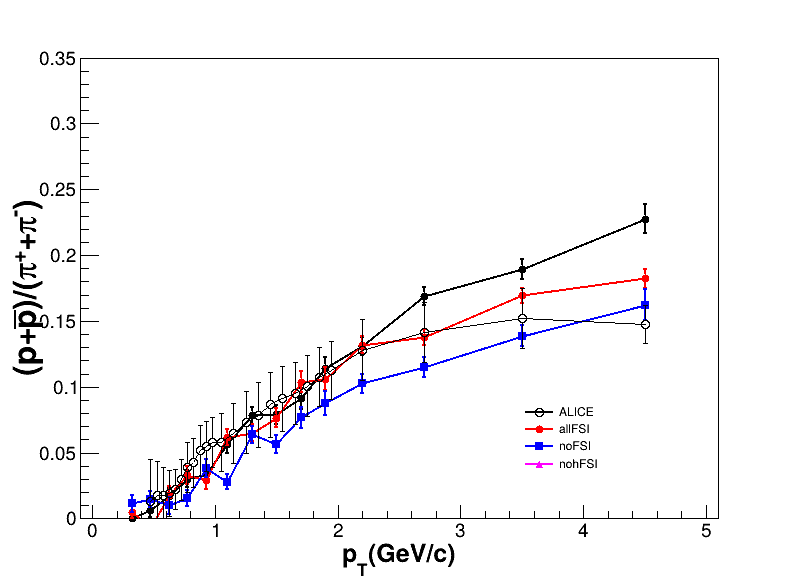 0.35
0.3
0.25
0.2
0.15
0.1
0.05
0
(p+p̅)/(π⁺+π⁻)
ALICE
allFSI
noFSI
nohFSI
0 1 2 3 4 5
p_T(GeV/c)